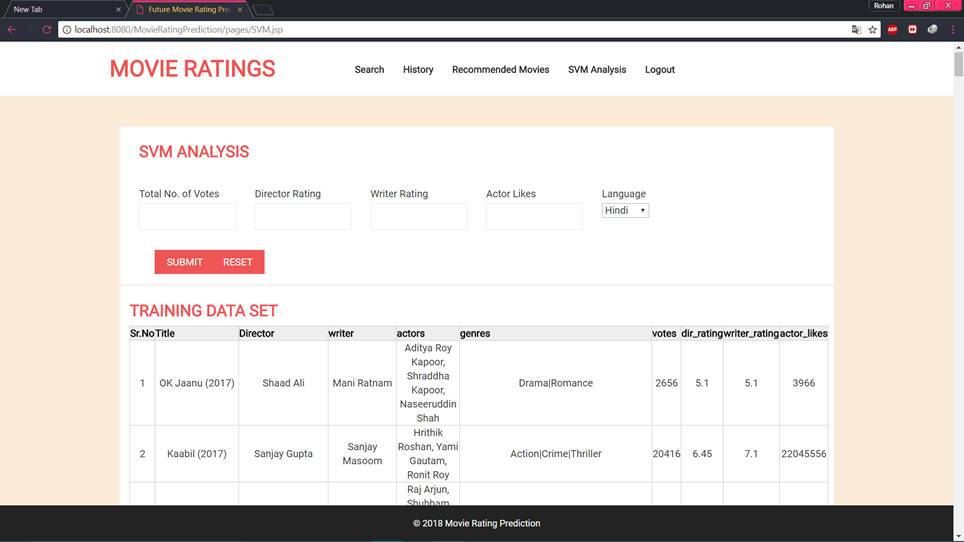 New Tab
Future Movie Rating Pre
Rohan
localhost:8080/MovieRatingPrediction/pages/SVM.jsp
ABP
MOVIE RATINGS
Search History Recommended Movies SVM Analysis Logout
SVM ANALYSIS
Total No. of Votes Director Rating Writer Rating Actor Likes Language
Hindi
SUBMIT RESET
TRAINING DATA SET
Sr.No Title Director writer actors genres votes dir_rating writer_rating actor_likes
Aditya Roy
Kapoor,
Shraddha
1 OK Jaanu (2017) Shaad Ali Mani Ratnam Kapoor, Drama|Romance 2656 5.1 5.1 3966
Naseeruddin
Shah
Hrithik
2 Kaabil (2017) Sanjay Gupta Sanjay Masoom Roshan, Yami Action|Crime|Thriller 20416 6.45 7.1 22045556
Gautam,
Ronit Roy
Raj Arjun,
Shubham
© 2018 Movie Rating Prediction